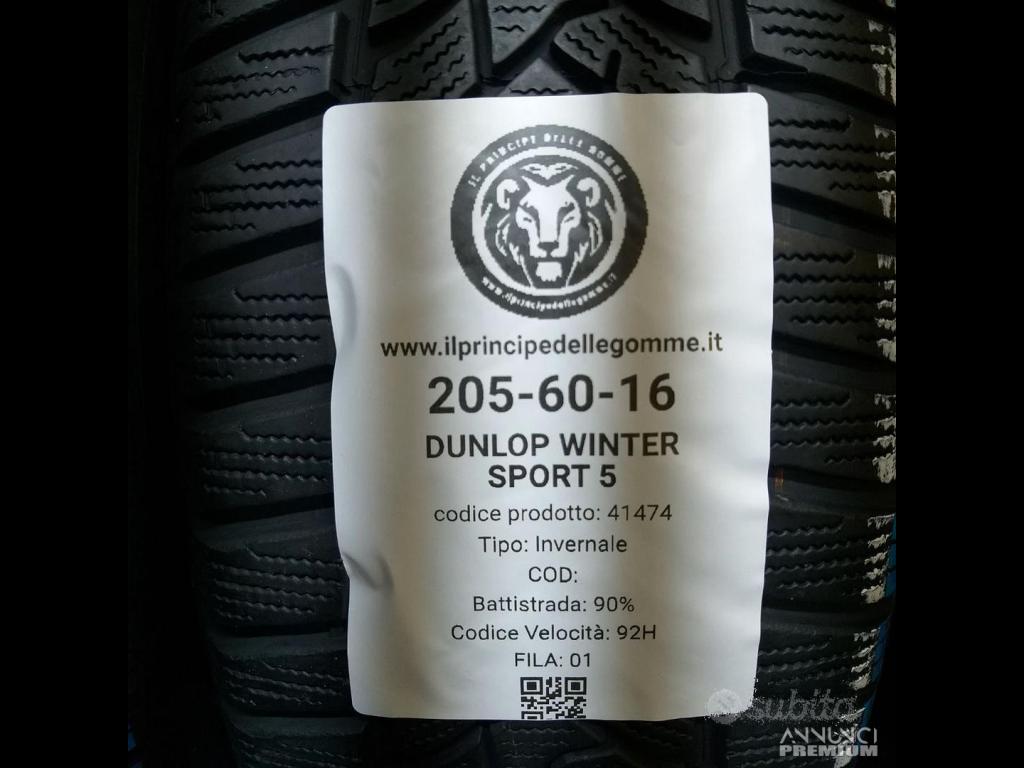 IL PRINCIPE DELLE GOMME
www.ilprincipedellegomme.it
www.ilprincipedellegomme.it
205-60-16
DUNLOP WINTER
SPORT 5
codice prodotto: 41474
Tipo: Invernale
COD:
Battistrada: 90%
Codice Velocità: 92H
FILA: 01
subito
ANNUNCI
PREMIUM